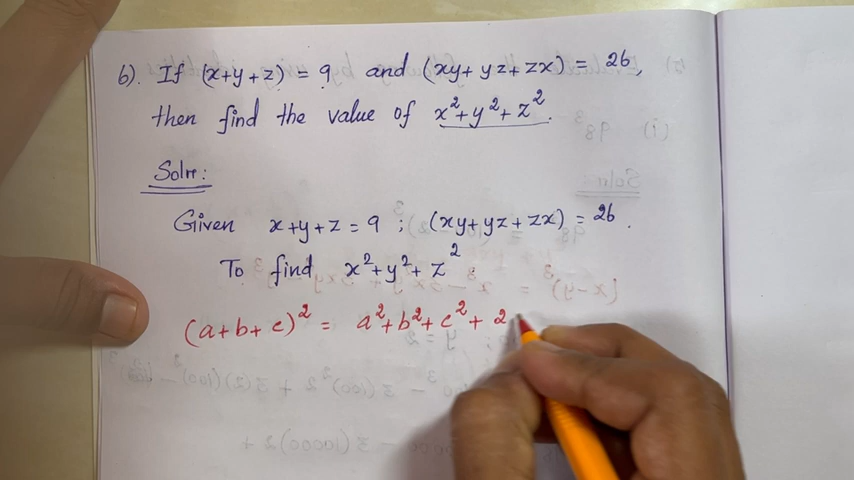 6). If (x+y+z) = 9 and (xy+yz+zx) = 26,
then find the value of x²+y²+z².
Soln:
Given x+y+z = 9 ; (xy+yz+zx) = 26.
To find x²+y²+z².
(a+b+c)² = a²+b²+c²+2